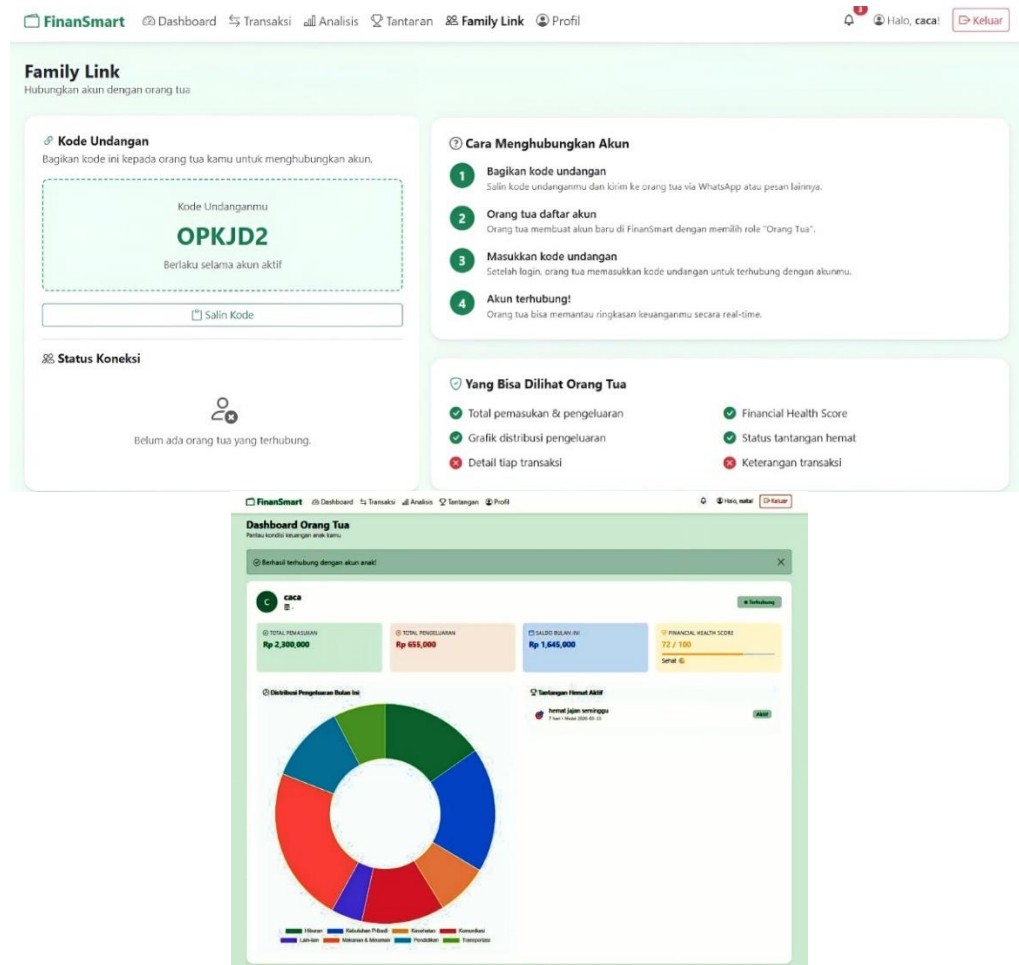 FinanSmart Dashboard Transaksi Analisis Tantaran Family Link Profil 3 Halo, caca! Keluar
Family Link
Hubungkan akun dengan orang tua
Kode Undangan
Bagikan kode ini kepada orang tua kamu untuk menghubungkan akun.
Kode Undanganmu
OPKJD2
Berlaku selama akun aktif
Salin Kode
Status Koneksi
Belum ada orang tua yang terhubung.
Cara Menghubungkan Akun
1 Bagikan kode undangan
Salin kode undanganmu dan kirim ke orang tua via WhatsApp atau pesan lainnya.
2 Orang tua daftar akun
Orang tua membuat akun baru di FinanSmart dengan memilih role "Orang Tua".
3 Masukkan kode undangan
Setelah login, orang tua memasukkan kode undangan untuk terhubung dengan akunmu.
4 Akun terhubung!
Orang tua bisa memantau ringkasan keuanganmu secara real-time.
Yang Bisa Dilihat Orang Tua
Total pemasukan & pengeluaran Financial Health Score
Grafik distribusi pengeluaran Status tantangan hemat
Detail tiap transaksi Keterangan transaksi
FinanSmart Dashboard Transaksi Analisis Tantangan Profil Halo, Keluar
Dashboard Orang Tua
Pantau kondisi keuangan anak kamu
Berhasil terhubung dengan akun anak!
C caca Terhubung
TOTAL PEMASUKAN TOTAL PENGELUARAN SALDO BULAN INI FINANCIAL HEALTH SCORE
Rp 2,300,000 Rp 655,000 Rp 1,645,000 72 / 100
Sehat
Distribusi Pengeluaran Bulan Ini Tantangan Hemat Aktif
hemat jajan seminggu Aktif
7 hari • Mulai
Hiburan Kebutuhan Pribadi Kesehatan Komunikasi
Lain-lain Makanan & Minuman Pendidikan Transportasi